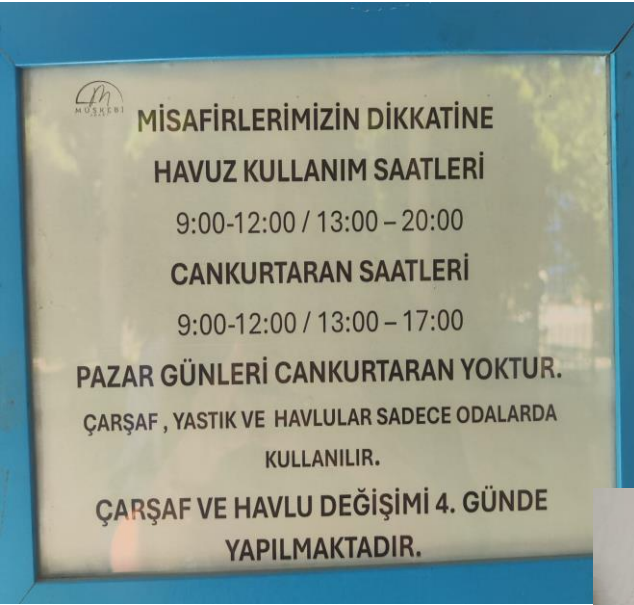 MÜSKEBİ
MİSAFİRLERİMİZİN DİKKATİNE
HAVUZ KULLANIM SAATLERİ
9:00-12:00 / 13:00 – 20:00
CANKURTARAN SAATLERİ
9:00-12:00 / 13:00 – 17:00
PAZAR GÜNLERİ CANKURTARAN YOKTUR.
ÇARŞAF , YASTIK VE HAVLULAR SADECE ODALARDA
KULLANILIR.
ÇARŞAF VE HAVLU DEĞİŞİMİ 4. GÜNDE
YAPILMAKTADIR.